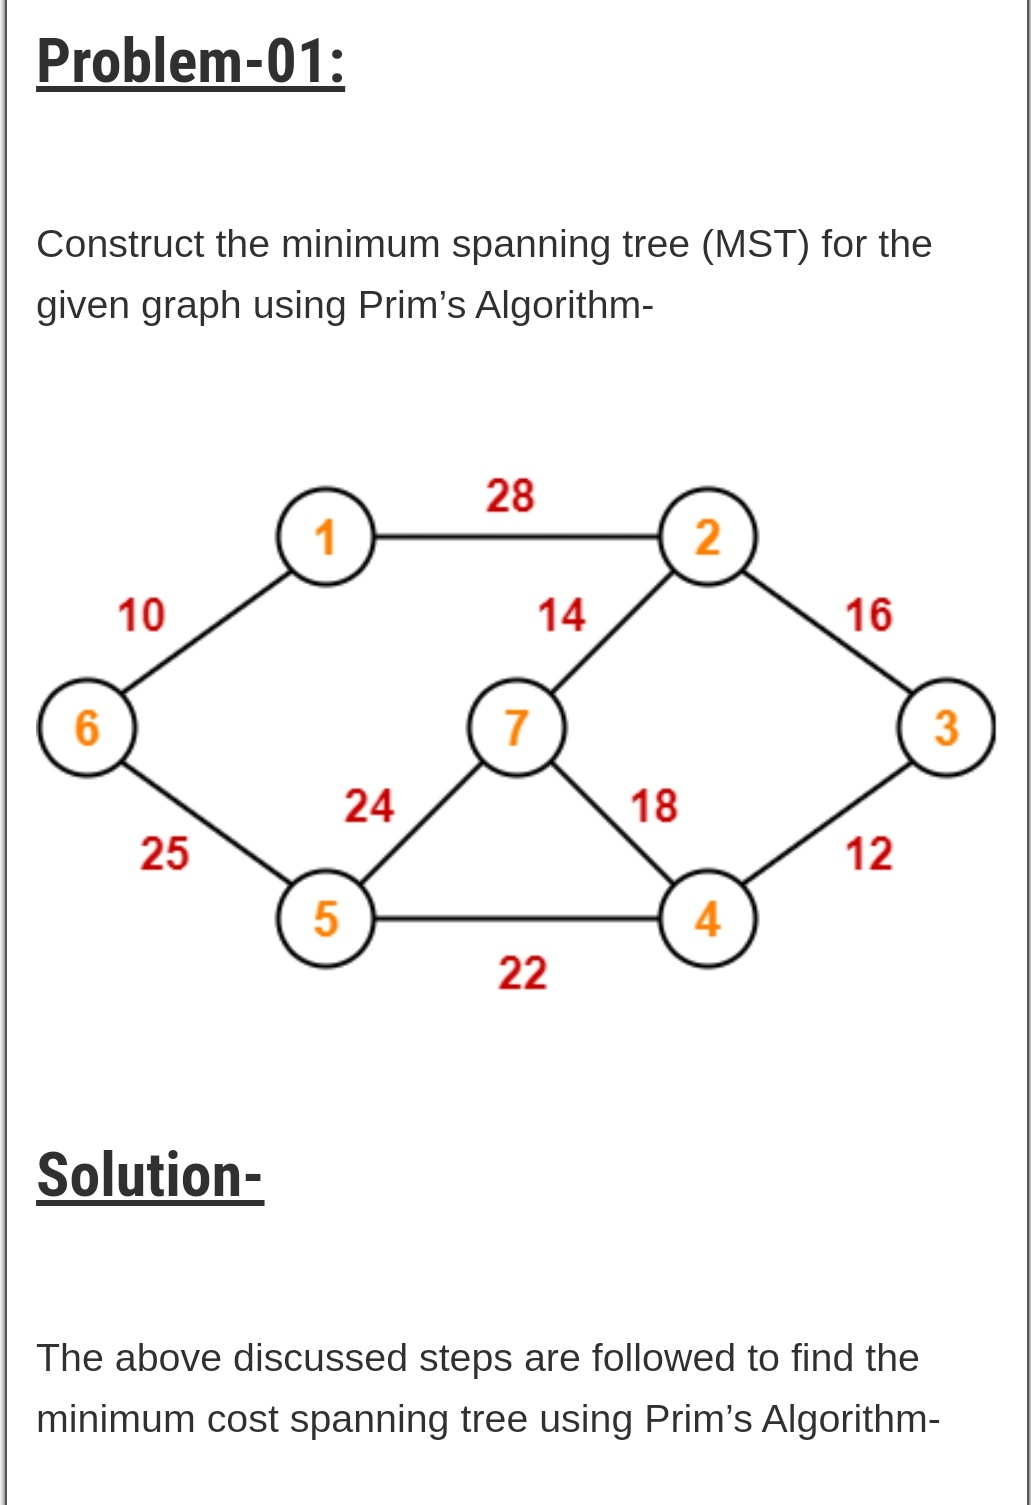 Problem-01:
Construct the minimum spanning tree (MST) for the
given graph using Prim’s Algorithm-
28
1
2
10
14
16
6
7
3
24
18
25
12
5
4
22
Solution-
The above discussed steps are followed to find the
minimum cost spanning tree using Prim’s Algorithm-